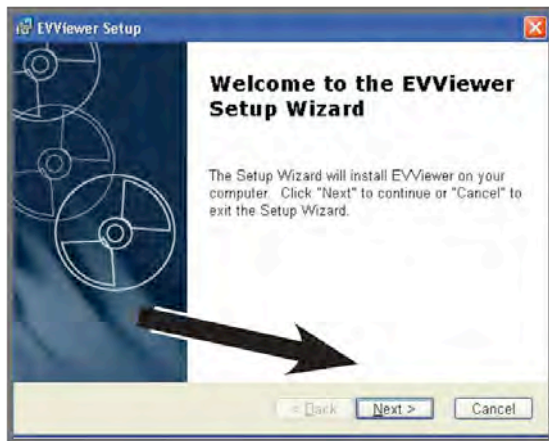 EVViewer Setup
Welcome to the EVViewer
Setup Wizard
The Setup Wizard will install EVViewer on your
computer. Click "Next" to continue or "Cancel" to
exit the Setup Wizard.
< Back
Next >
Cancel